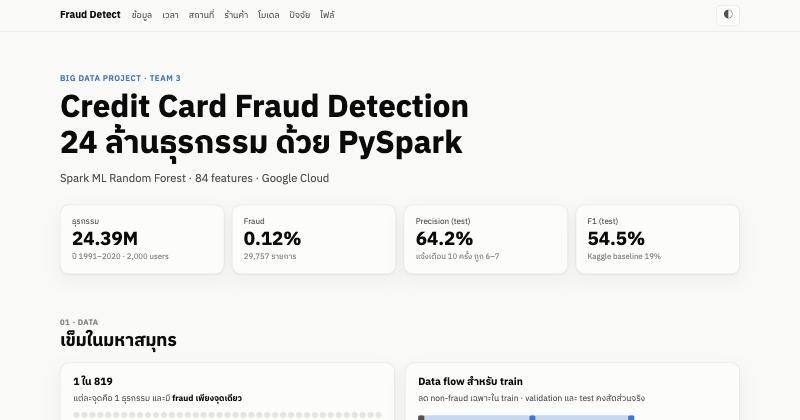 Fraud Detect ข้อมูล เวลา สถานที่ ร้านค้า โมเดล ปัจจัย ไฟล์
BIG DATA PROJECT · TEAM 3
Credit Card Fraud Detection
24 ล้านธุรกรรม ด้วย PySpark
Spark ML Random Forest · 84 features · Google Cloud
ธุรกรรม
24.39M
ปี 1991–2020 · 2,000 users
Fraud
0.12%
29,757 รายการ
Precision (test)
64.2%
แจ้งเตือน 10 ครั้ง ถูก 6–7
F1 (test)
54.5%
Kaggle baseline 19%
01 · DATA
เข็มในมหาสมุทร
1 ใน 819
แต่ละจุดคือ 1 ธุรกรรม และมี fraud เพียงจุดเดียว
Data flow สำหรับ train
ลด non-fraud เฉพาะใน train · validation และ test คงสัดส่วนจริง